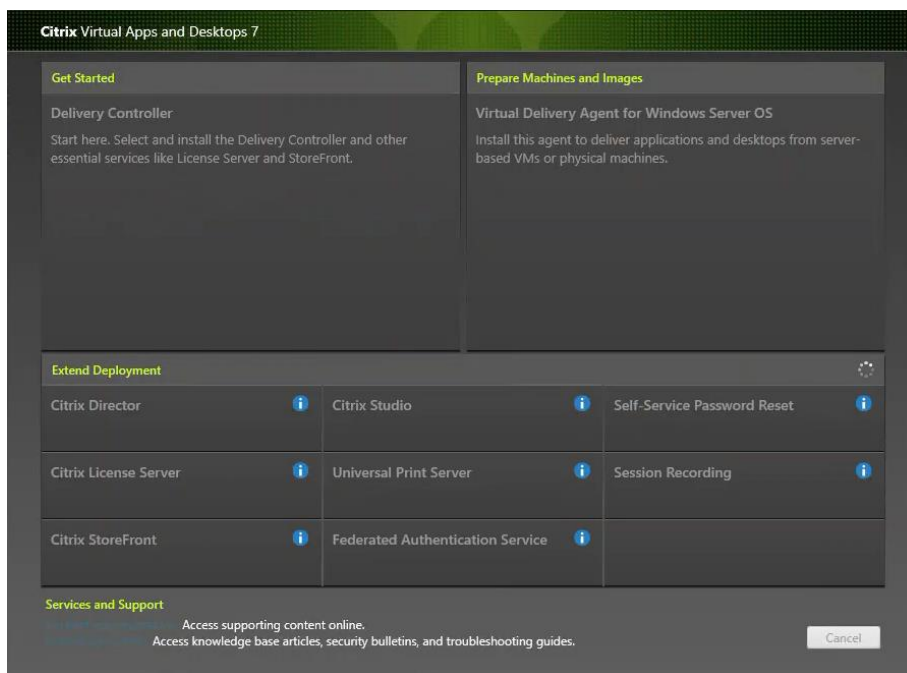 Citrix Virtual Apps and Desktops 7
Get Started
Delivery Controller
Start here. Select and install the Delivery Controller and other
essential services like License Server and StoreFront.
Prepare Machines and Images
Virtual Delivery Agent for Windows Server OS
Install this agent to deliver applications and desktops from server-
based VMs or physical machines.
Extend Deployment
Citrix Director
Citrix Studio
Self-Service Password Reset
Citrix License Server
Universal Print Server
Session Recording
Citrix StoreFront
Federated Authentication Service
Services and Support
Access supporting content online.
Access knowledge base articles, security bulletins, and troubleshooting guides.
Cancel